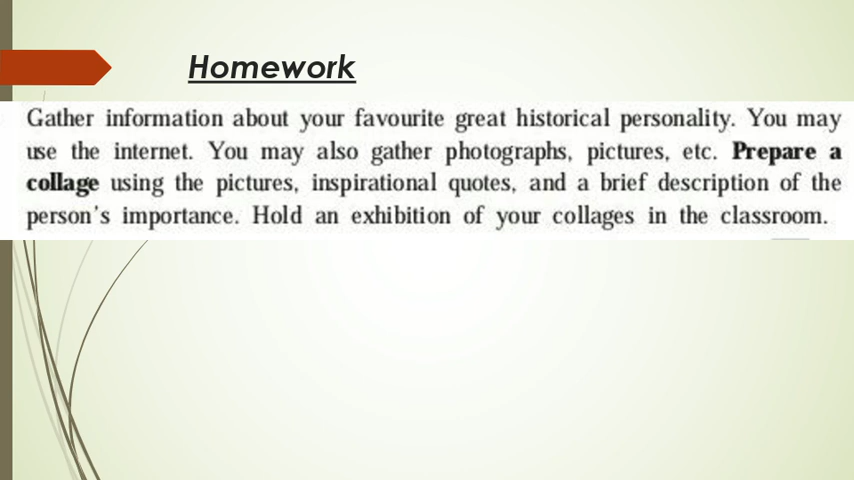 Homework
Gather information about your favourite great historical personality. You may
use the internet. You may also gather photographs, pictures, etc. Prepare a
collage using the pictures, inspirational quotes, and a brief description of the
person's importance. Hold an exhibition of your collages in the classroom.